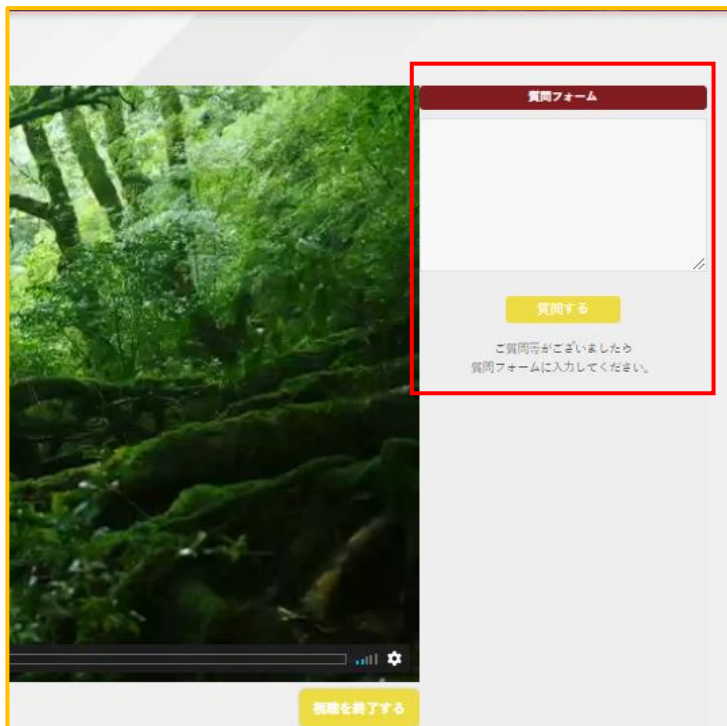 質問フォーム
質問する
ご質問等がございましたら
質問フォームに入力してください。
視聴を終了する